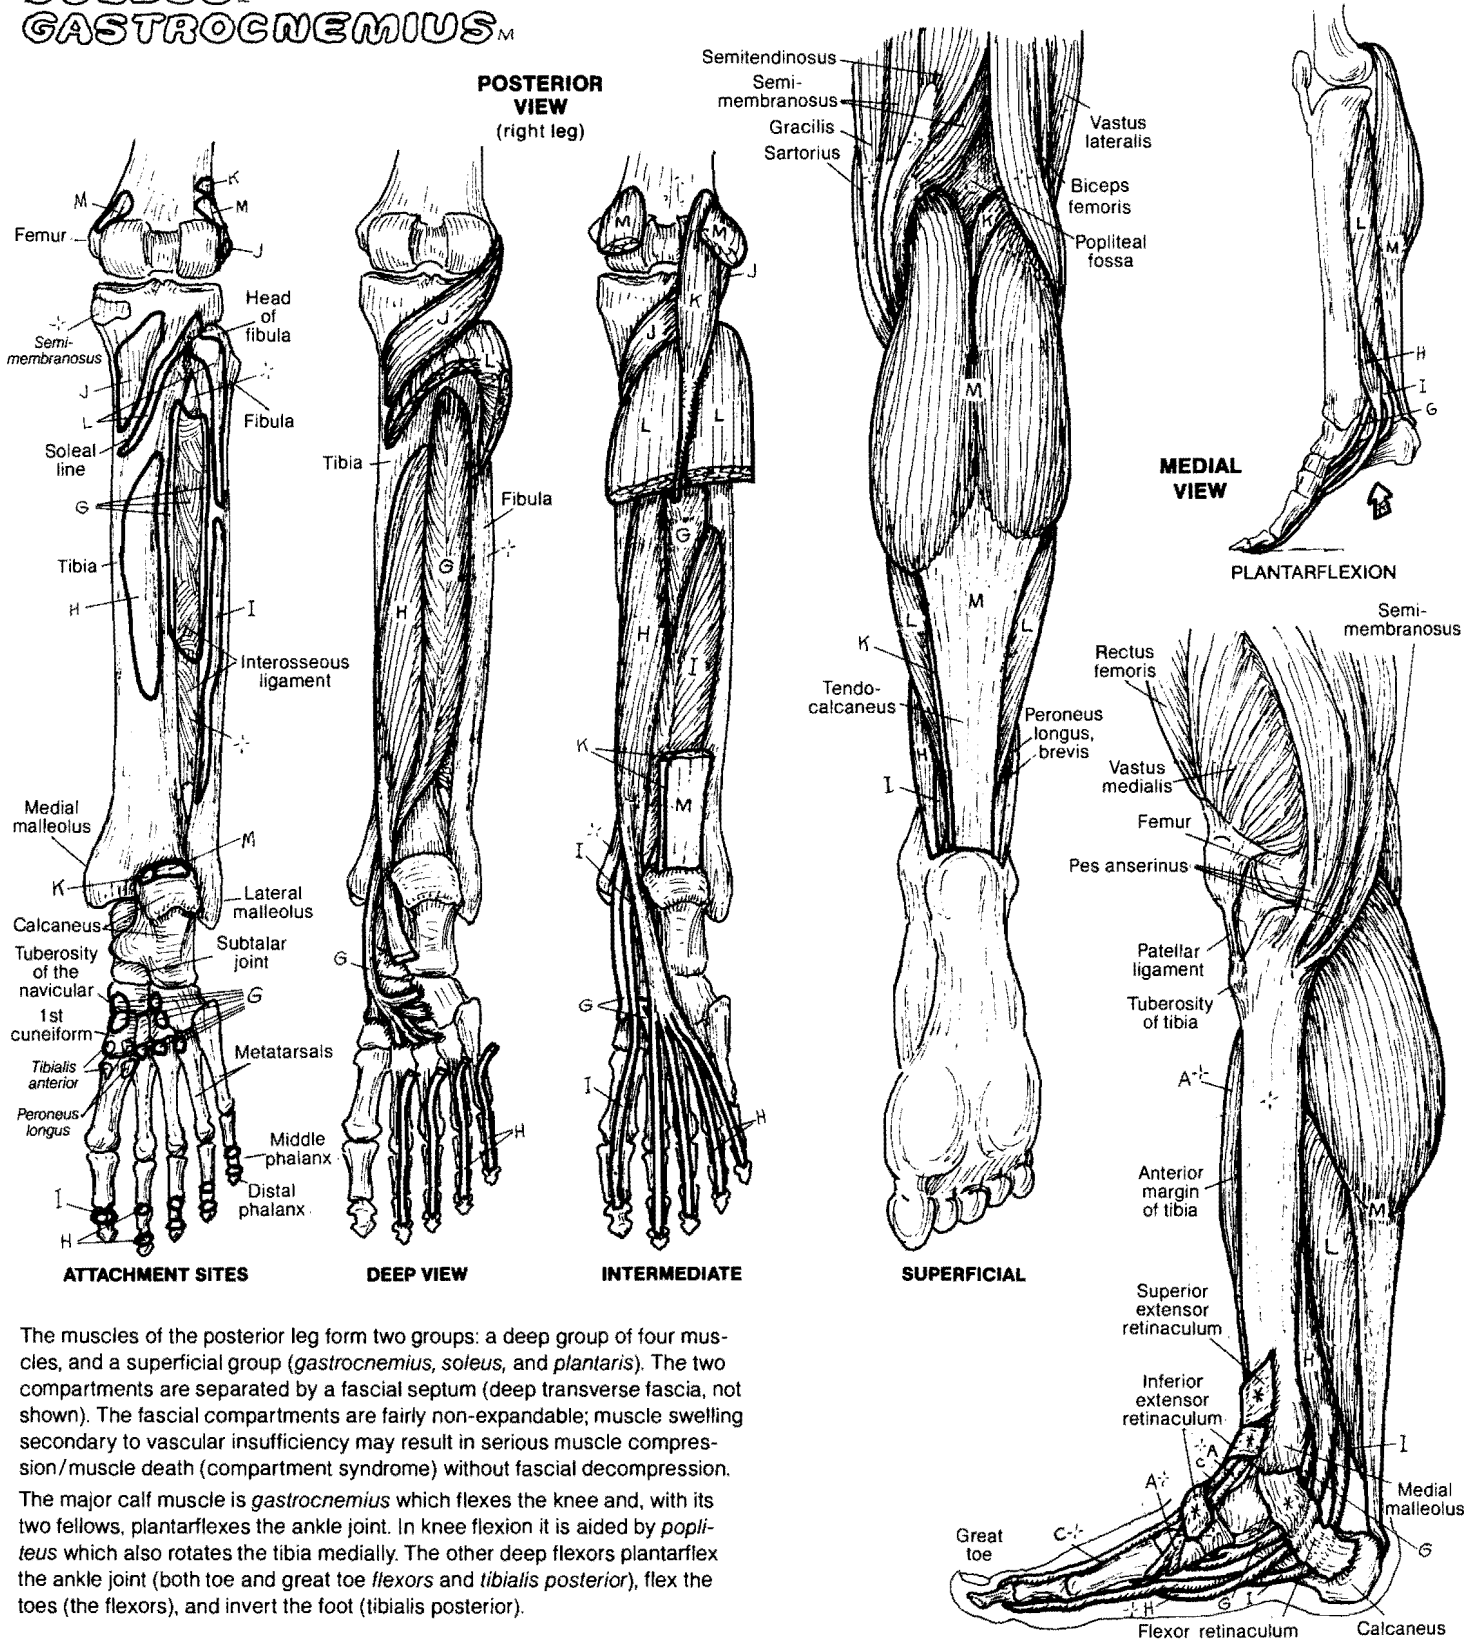 GASTROCNEMIUS M
POSTERIOR
VIEW
(right leg)
K
M
M
Femur
J
Head
of
fibula
Semi-
membranosus
J
L
Fibula
Soleal
line
G
Tibia
H
I
Interosseous
ligament
Medial
malleolus
M
K
Lateral
malleolus
Calcaneus
Subtalar
joint
Tuberosity
of the
navicular
G
1st
cuneiform
Metatarsals
Tibialis
anterior
Peroneus
longus
Middle
phalanx
Distal
phalanx
I
H
ATTACHMENT SITES
J
L
Tibia
Fibula
G
H
G
H
DEEP VIEW
M
M
J
K
J
L
L
G
H
I
K
M
I
G
I
H
INTERMEDIATE
Semitendinosus
Semi-
membranosus
Gracilis
Sartorius
Vastus
lateralis
Biceps
femoris
K
Popliteal
fossa
M
M
L
L
K
Tendo-
calcaneus
Peroneus
longus,
brevis
H
I
SUPERFICIAL
L
M
H
I
G
MEDIAL
VIEW
PLANTARFLEXION
Semi-
membranosus
Rectus
femoris
Vastus
medialis
Femur
Pes anserinus
Patellar
ligament
Tuberosity
of tibia
A
Anterior
margin
of tibia
M
L
Superior
extensor
retinaculum
H
Inferior
extensor
retinaculum
A
C
I
A
Medial
malleolus
C
Great
toe
G
H
G
I
Flexor retinaculum
Calcaneus
The muscles of the posterior leg form two groups: a deep group of four mus-
cles, and a superficial group (gastrocnemius, soleus, and plantaris). The two
compartments are separated by a fascial septum (deep transverse fascia, not
shown). The fascial compartments are fairly non-expandable; muscle swelling
secondary to vascular insufficiency may result in serious muscle compres-
sion/muscle death (compartment syndrome) without fascial decompression.
The major calf muscle is gastrocnemius which flexes the knee and, with its
two fellows, plantarflexes the ankle joint. In knee flexion it is aided by popli-
teus which also rotates the tibia medially. The other deep flexors plantarflex
the ankle joint (both toe and great toe flexors and tibialis posterior), flex the
toes (the flexors), and invert the foot (tibialis posterior).